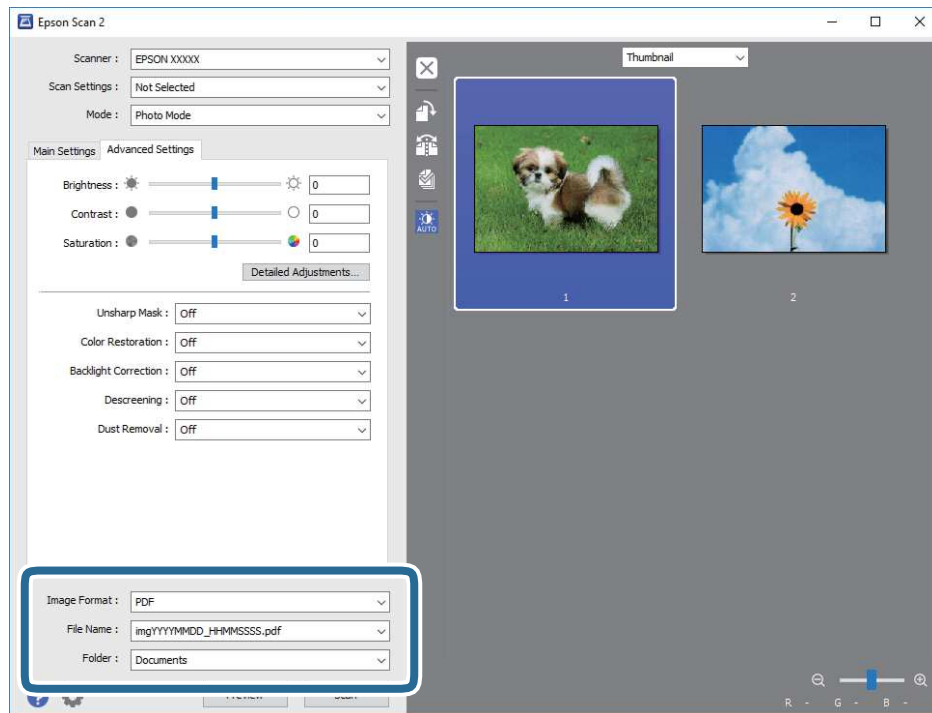 Epson Scan 2
Scanner : EPSON XXXXX
Scan Settings : Not Selected
Mode : Photo Mode
Main Settings Advanced Settings
Brightness : 0
Contrast : 0
Saturation : 0
Detailed Adjustments...
Unsharp Mask : Off
Color Restoration : Off
Backlight Correction : Off
Descreening : Off
Dust Removal : Off
Image Format : PDF
File Name : imgYYYYMMDD_HHMMSSSS.pdf
Folder : Documents
Thumbnail
AUTO
1
2
R - G - B -